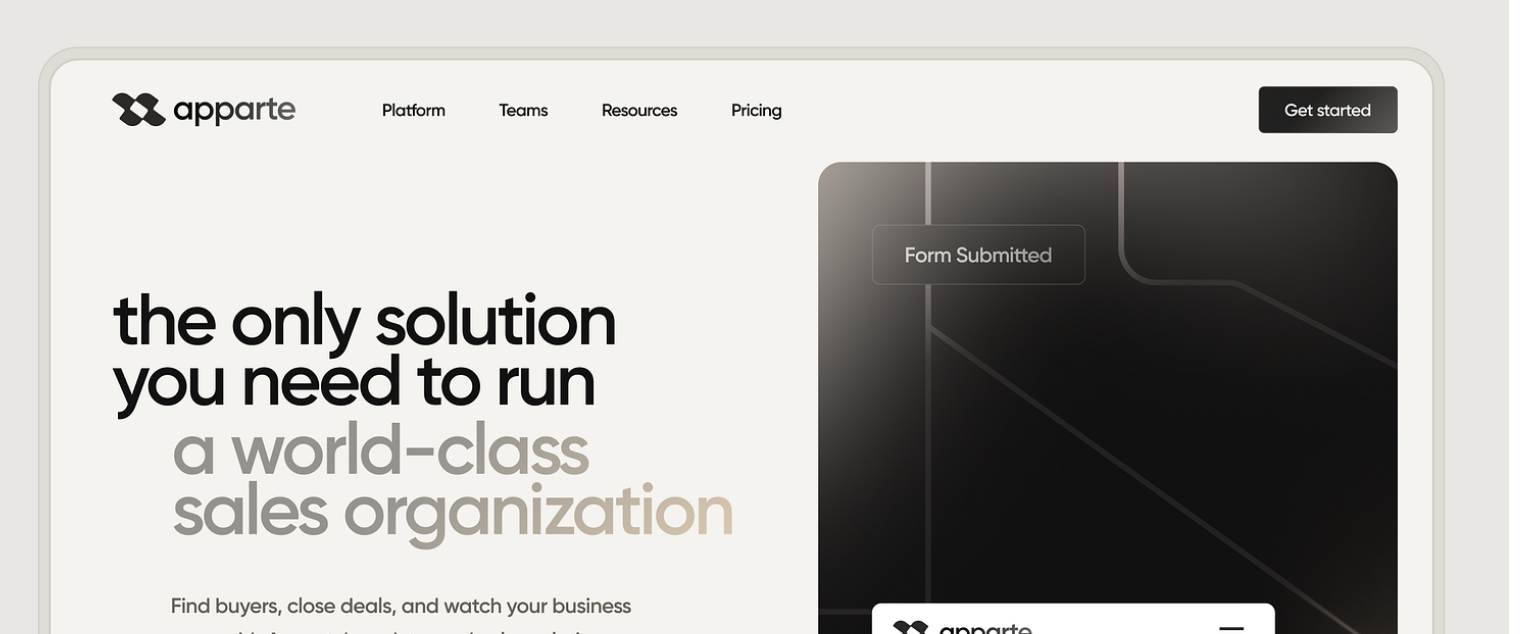 apparte
Platform
Teams
Resources
Pricing
Get started
Form Submitted
the only solution
you need to run
a world-class
sales organization
Find buyers, close deals, and watch your business
apparte